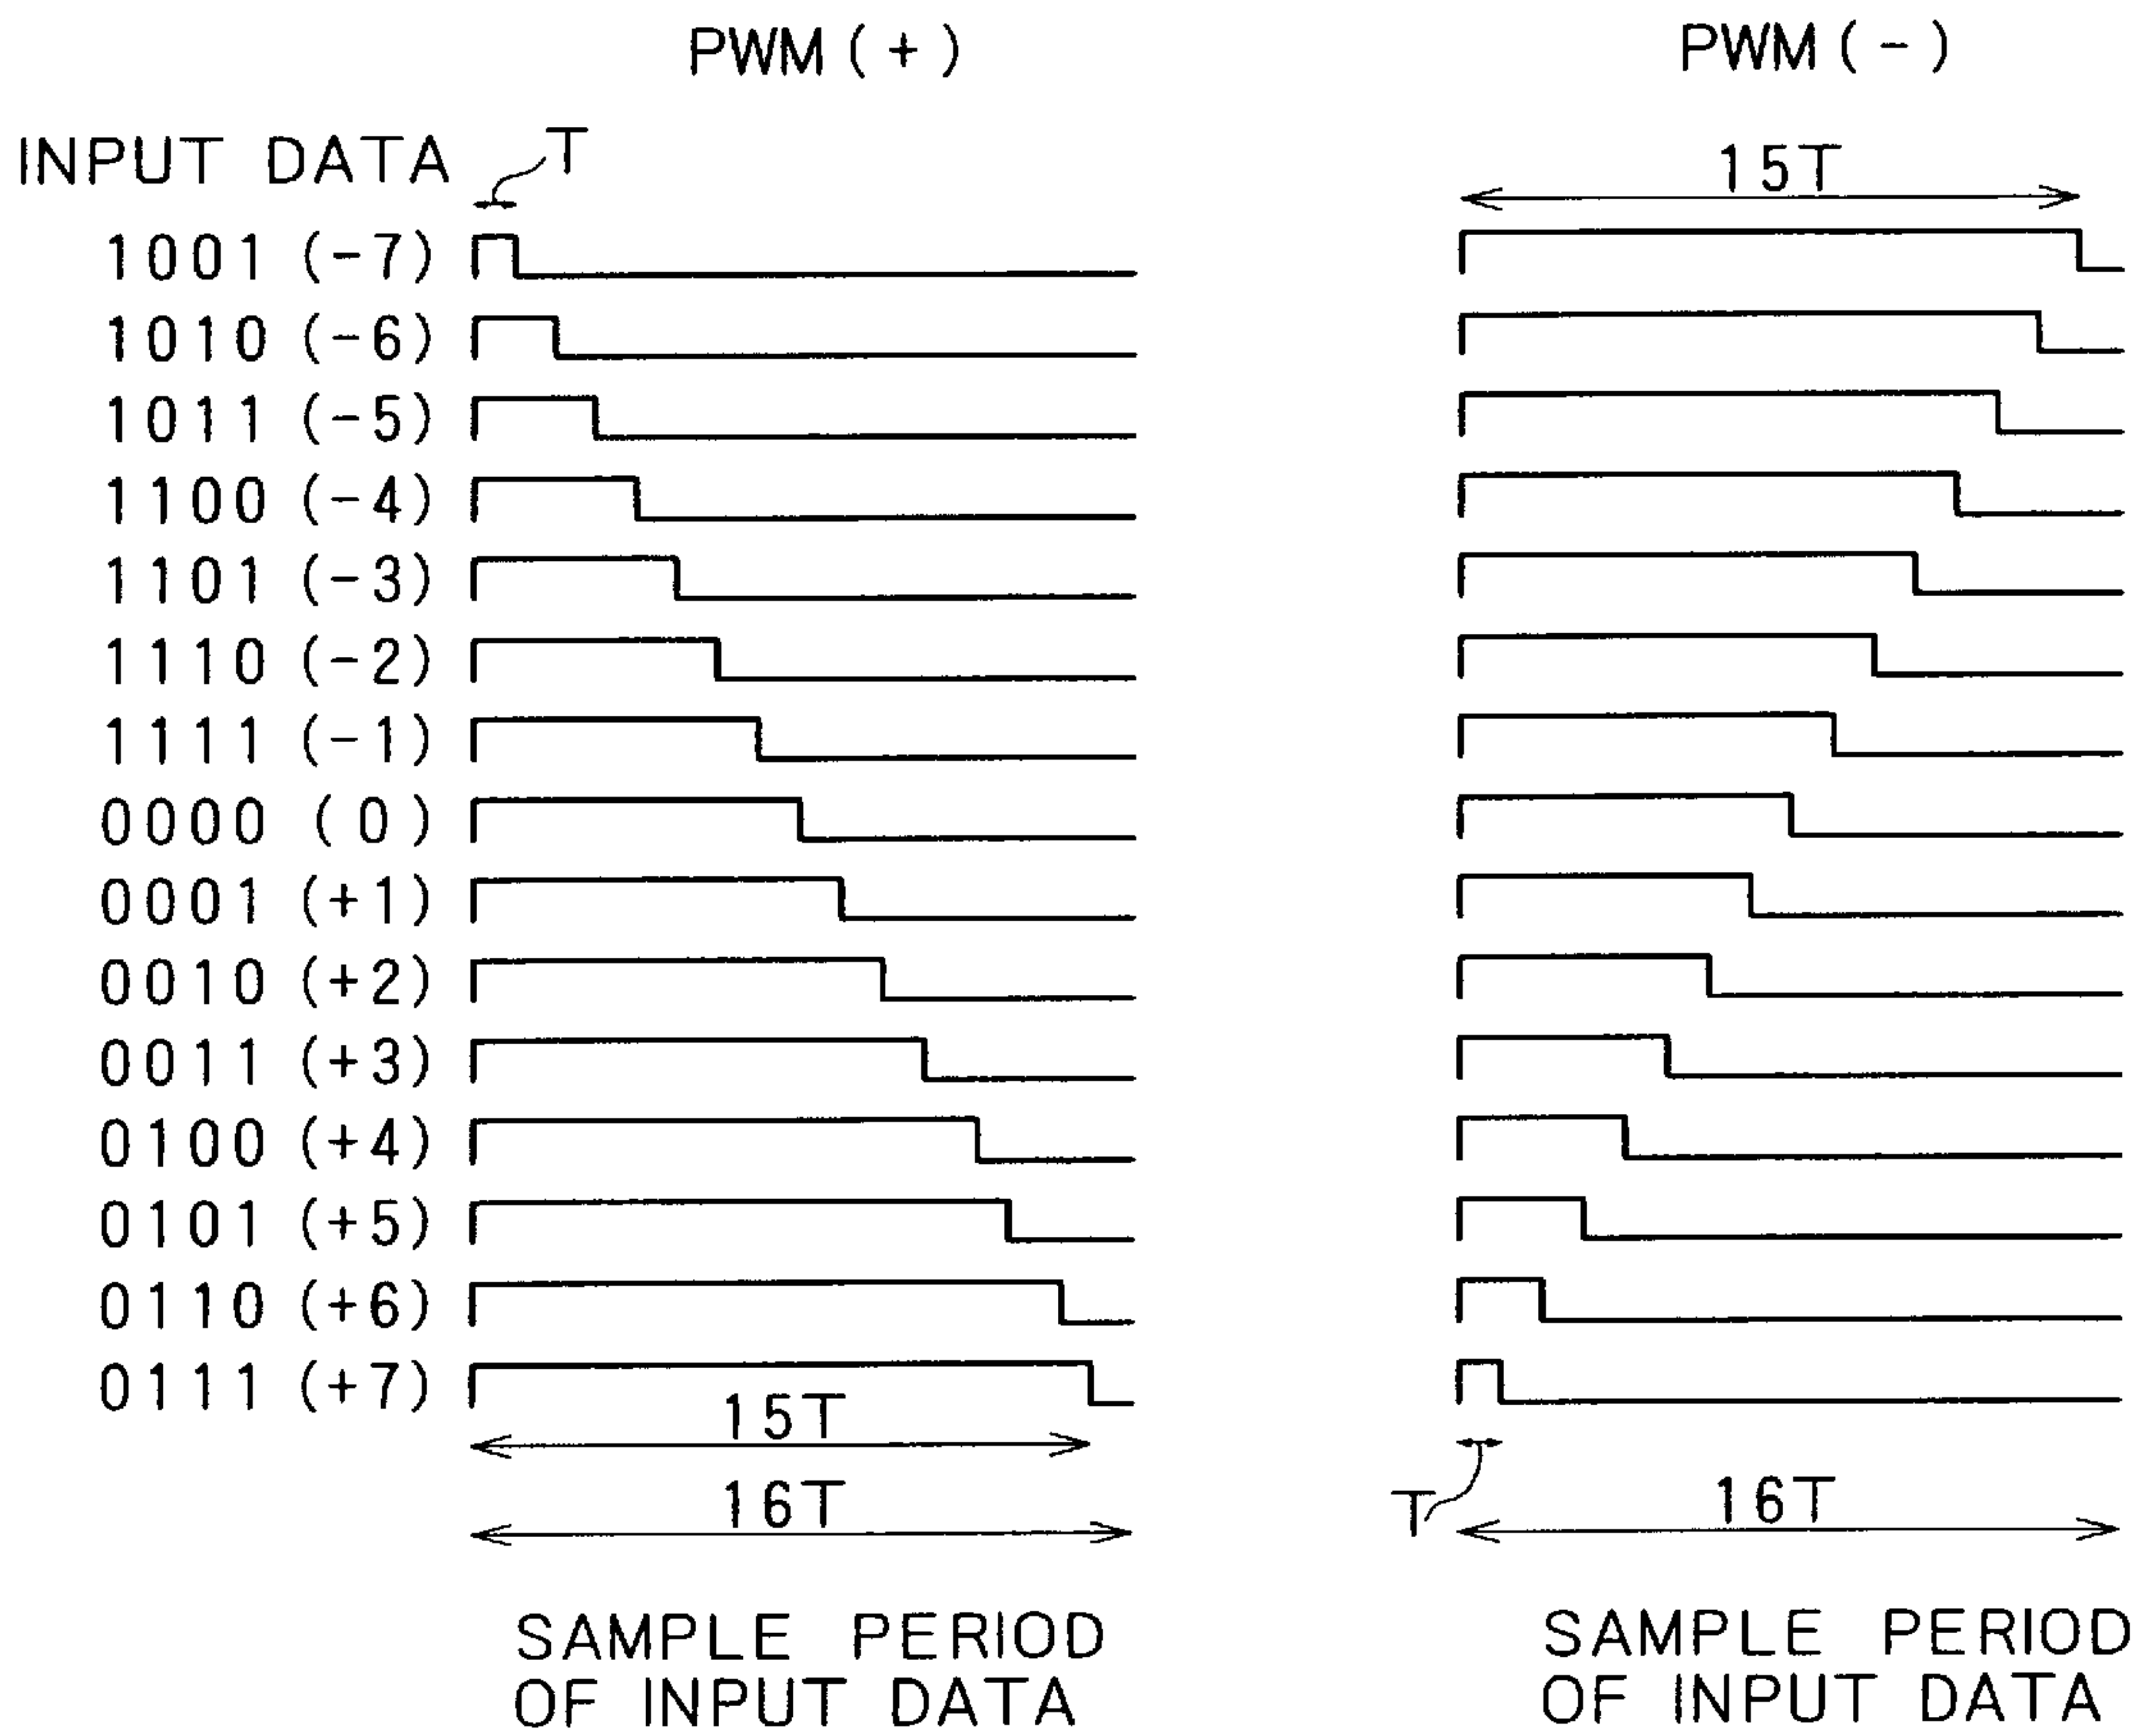 PWM(+) PWM(-)
INPUT DATA T 15T
1001 (-7)
1010 (-6)
1011 (-5)
1100 (-4)
1101 (-3)
1110 (-2)
1111 (-1)
0000 (0)
0001 (+1)
0010 (+2)
0011 (+3)
0100 (+4)
0101 (+5)
0110 (+6)
0111 (+7)
15T
16T T 16T
SAMPLE PERIOD SAMPLE PERIOD
OF INPUT DATA OF INPUT DATA